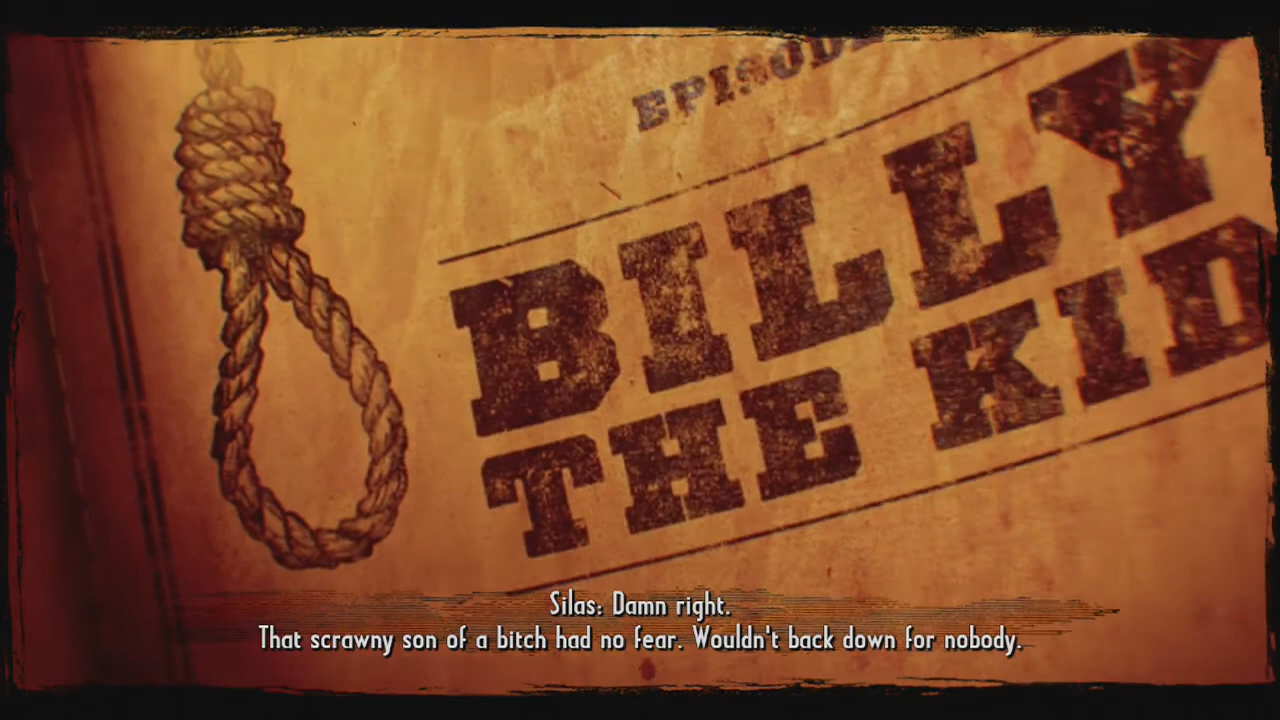 EPISODE
BILLY
THE KID
Silas: Damn right.
That scrawny son of a bitch had no fear. Wouldn't back down for nobody.